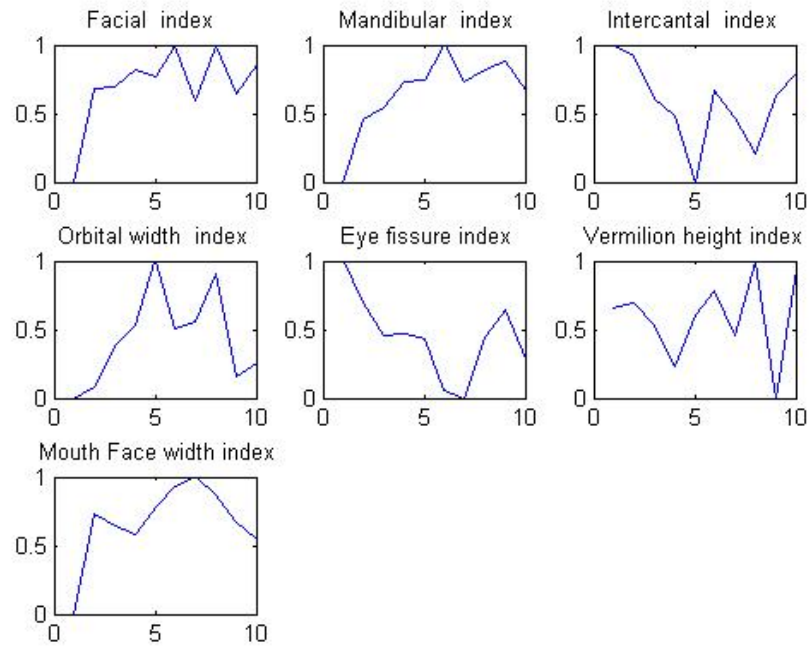 Facial index Mandibular index Intercantal index
1 1 1
0.5 0.5 0.5
0 0 0
0 5 10 0 5 10 0 5 10
Orbital width index Eye fissure index Vermilion height index
1 1 1
0.5 0.5 0.5
0 0 0
0 5 10 0 5 10 0 5 10
Mouth Face width index
1
0.5
0
0 5 10